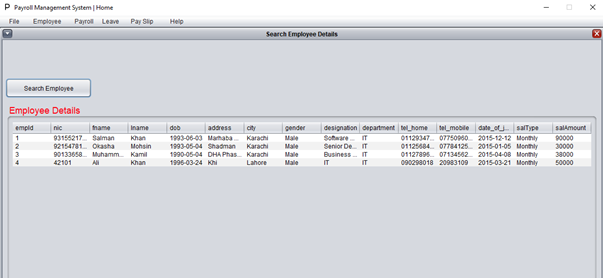 Payroll Management System | Home
File Employee Payroll Leave Pay Slip Help
Search Employee Details
Search Employee
Employee Details
empId nic fname lname dob address city gender designation department tel_home tel_mobile date_of_j... salType salAmount
1 93155217... Salman Khan 1993-06-03 Marhaba ... Karachi Male Software ... IT 01129347... 07750960... 2015-12-12 Monthly 90000
2 92154781... Okasha Mohsin 1993-05-04 Shadman Karachi Male Senior De... IT 01125684... 07784125... 2015-01-05 Monthly 30000
3 90133658... Muhamm... Kamil 1990-05-04 DHA Phas... Karachi Male Business ... IT 01127896... 07134562... 2015-04-08 Monthly 38000
4 42101 Ali Khan 1996-03-24 Khi Lahore Male IT IT 090298018 20983109 2015-03-21 Monthly 50000